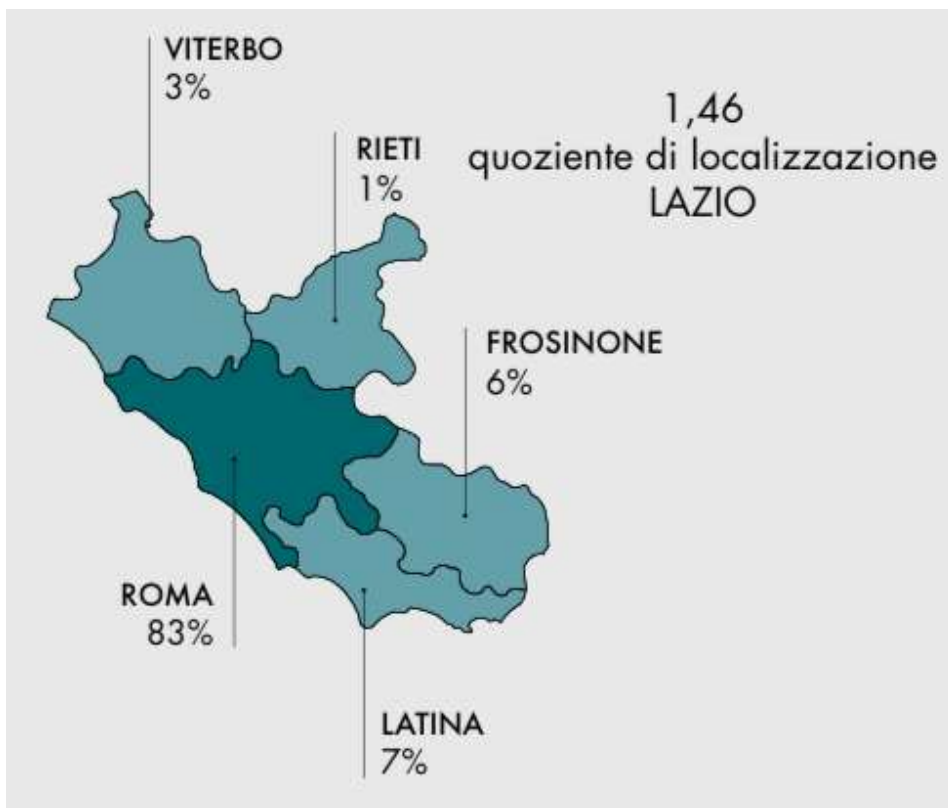 VITERBO
3%
RIETI
1%
1,46
quoziente di localizzazione
LAZIO
FROSINONE
6%
ROMA
83%
LATINA
7%